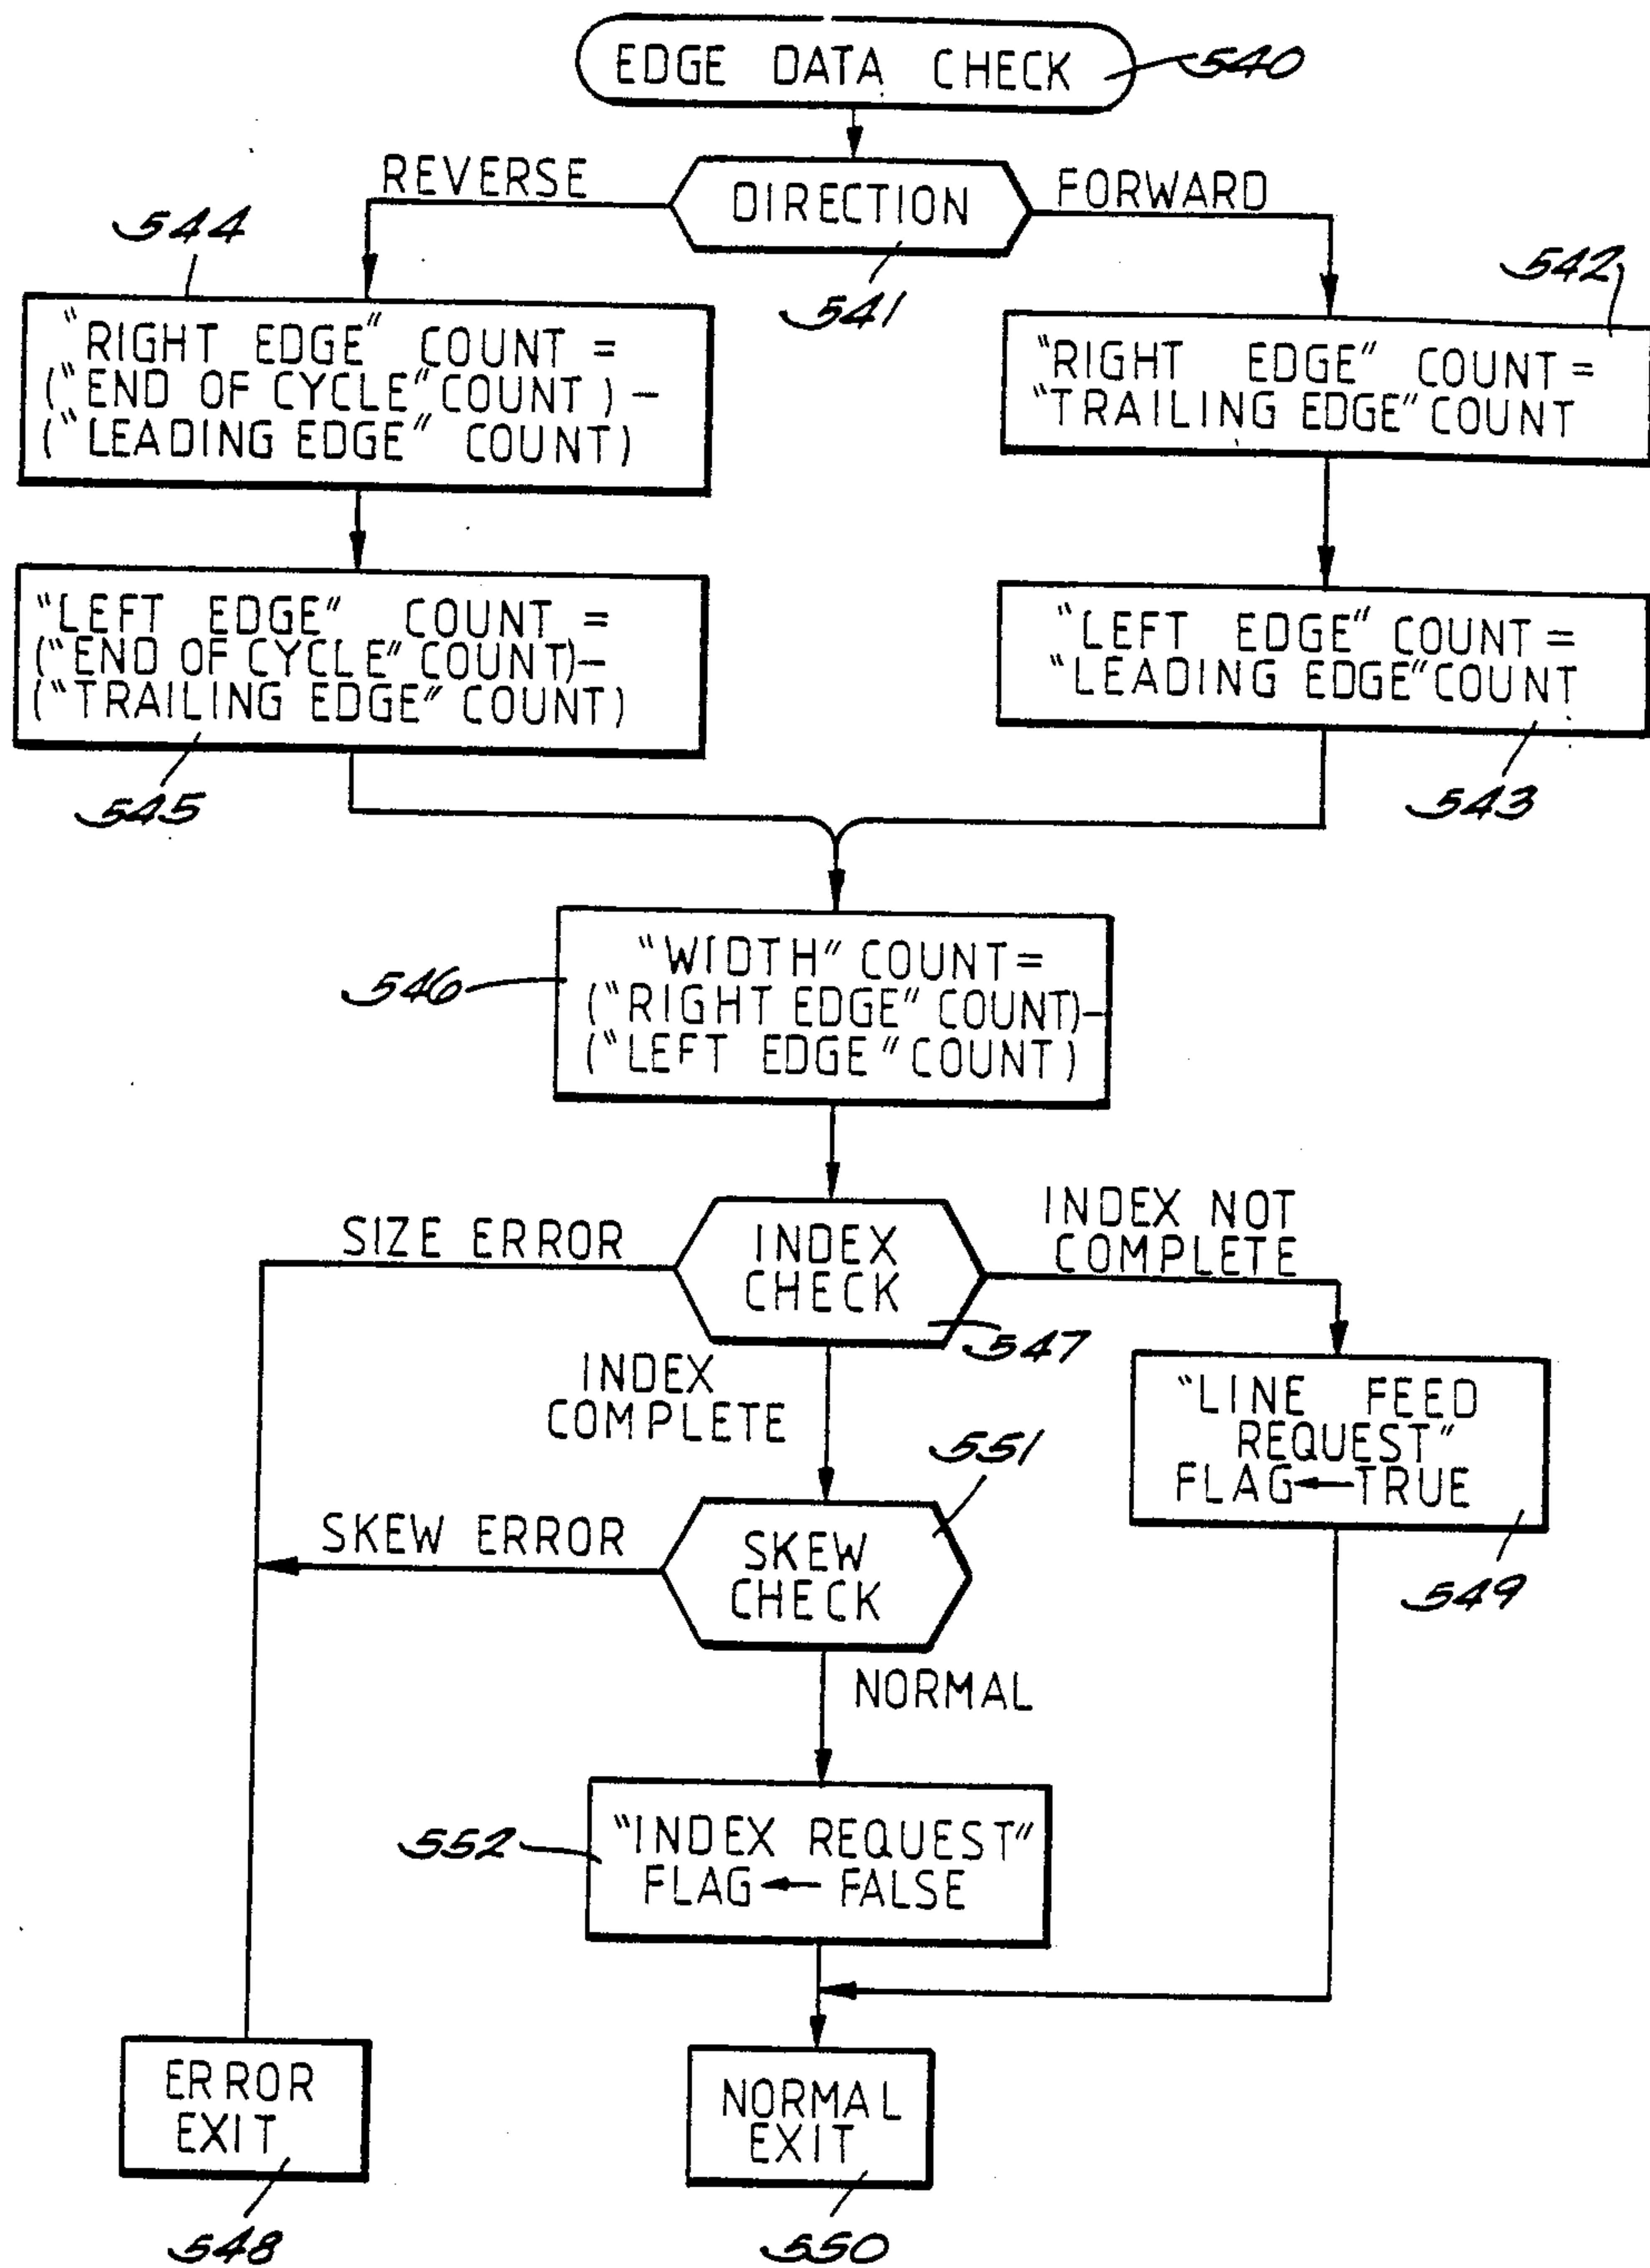 EDGE DATA CHECK
540
REVERSE
DIRECTION
FORWARD
541
544
"RIGHT EDGE" COUNT =
("END OF CYCLE" COUNT) -
("LEADING EDGE" COUNT)
542
"RIGHT EDGE" COUNT =
"TRAILING EDGE" COUNT
"LEFT EDGE" COUNT =
("END OF CYCLE" COUNT) -
("TRAILING EDGE" COUNT)
545
"LEFT EDGE" COUNT =
"LEADING EDGE" COUNT
543
546
"WIDTH" COUNT =
("RIGHT EDGE" COUNT) -
("LEFT EDGE" COUNT)
SIZE ERROR
INDEX
CHECK
547
INDEX NOT
COMPLETE
INDEX
COMPLETE
"LINE FEED
REQUEST"
FLAG ← TRUE
549
551
SKEW ERROR
SKEW
CHECK
NORMAL
552
"INDEX REQUEST"
FLAG ← FALSE
ERROR
EXIT
548
NORMAL
EXIT
550